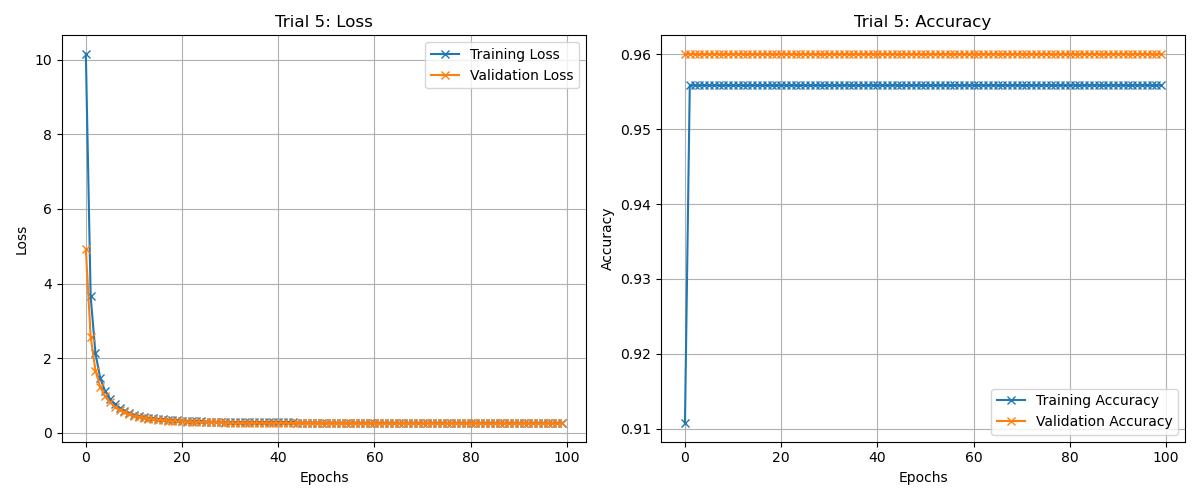 Trial 5: Loss
10
8
6
4
2
0
Loss
0
20
40
60
80
100
Epochs
Training Loss
Validation Loss
Trial 5: Accuracy
0.96
0.95
0.94
0.93
0.92
0.91
Accuracy
0
20
40
60
80
100
Epochs
Training Accuracy
Validation Accuracy